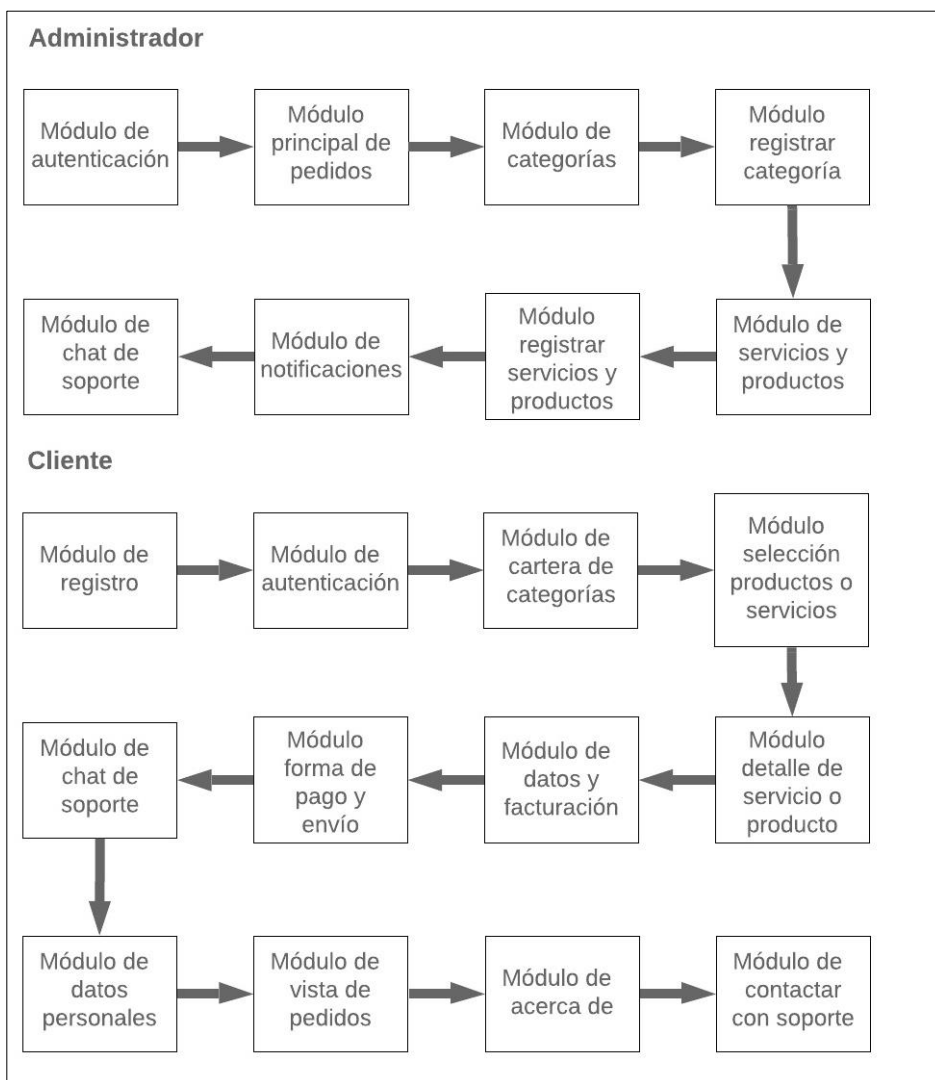 Administrador
Módulo de
autenticación
Módulo
principal de
pedidos
Módulo de
categorías
Módulo
registrar
categoría
Módulo de
chat de
soporte
Módulo de
notificaciones
Módulo
registrar
servicios y
productos
Módulo de
servicios y
productos
Cliente
Módulo de
registro
Módulo de
autenticación
Módulo de
cartera de
categorías
Módulo
selección
productos o
servicios
Módulo de
chat de
soporte
Módulo
forma de
pago y
envío
Módulo de
datos y
facturación
Módulo
detalle de
servicio o
producto
Módulo de
datos
personales
Módulo de
vista de
pedidos
Módulo de
acerca de
Módulo de
contactar
con soporte